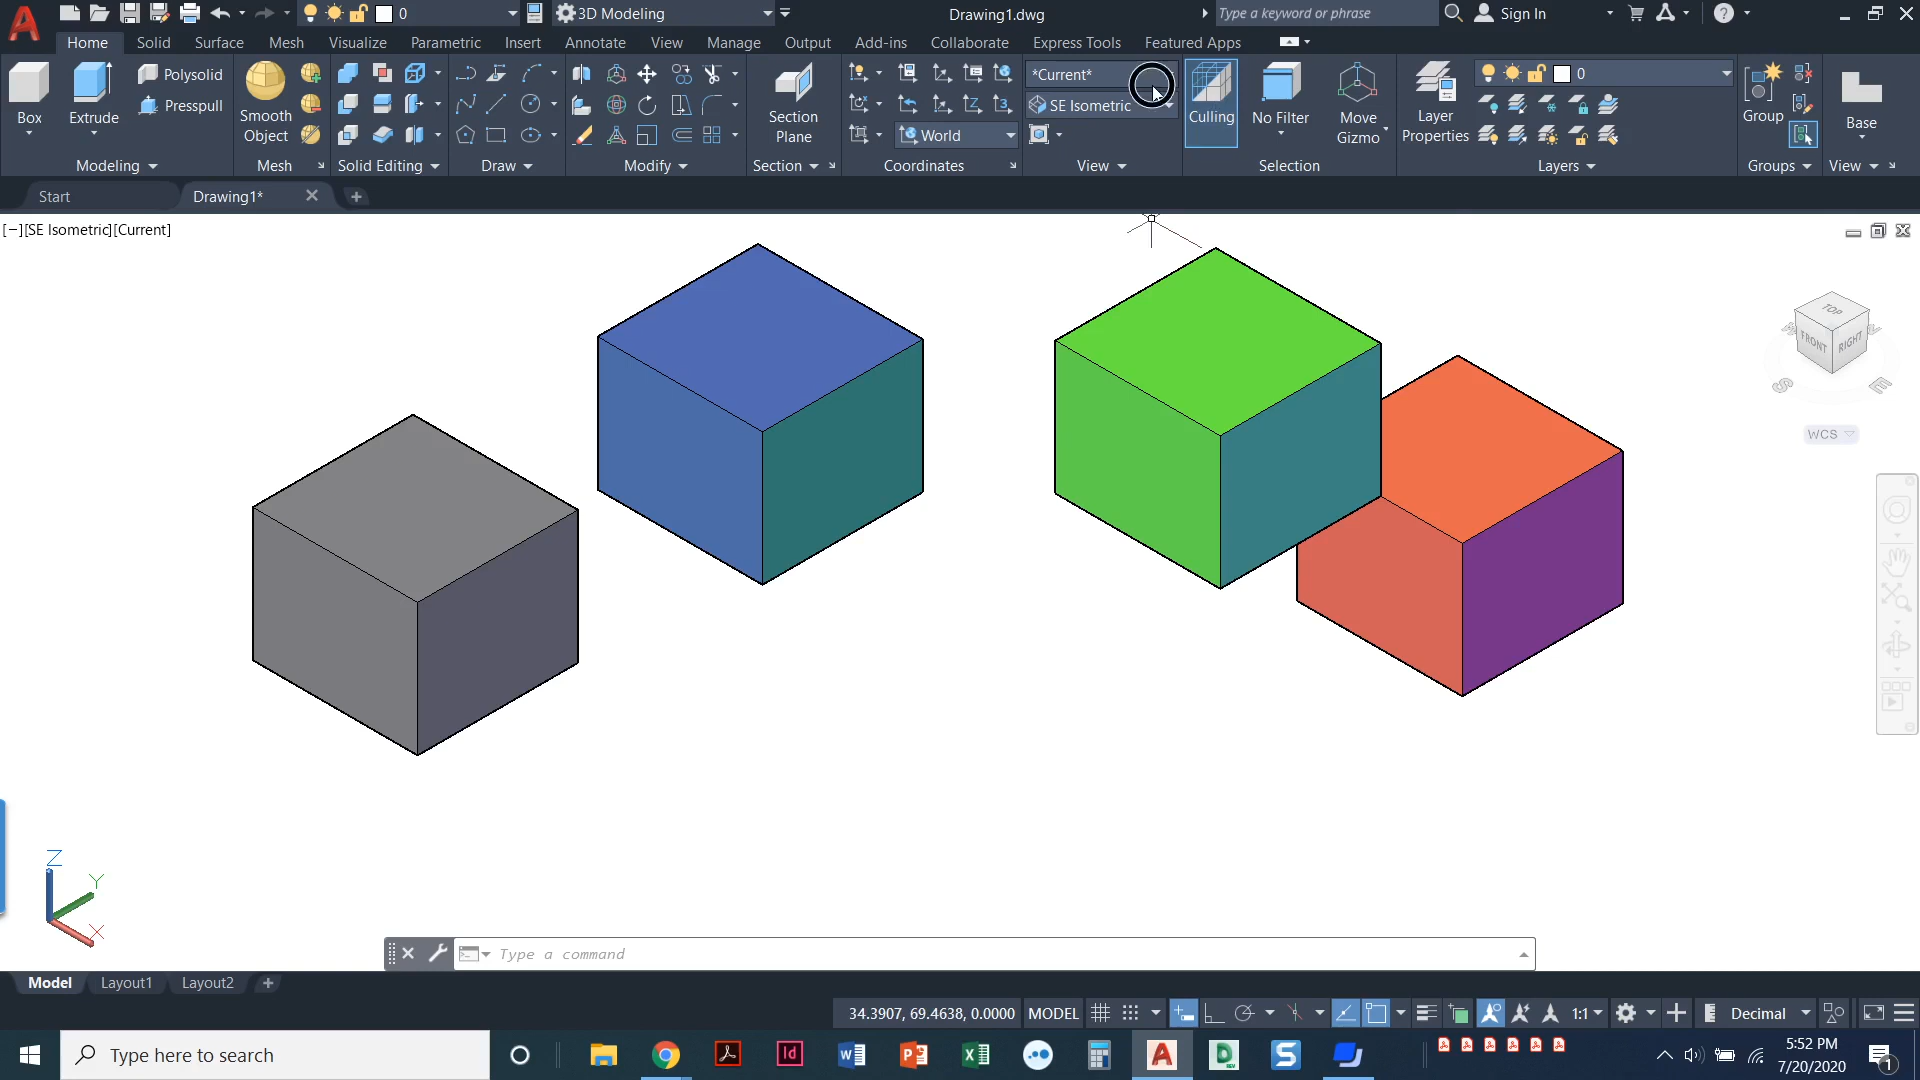 0
3D Modeling
Drawing1.dwg
Type a keyword or phrase
Sign In
Home
Solid
Surface
Mesh
Visualize
Parametric
Insert
Annotate
View
Manage
Output
Add-ins
Collaborate
Express Tools
Featured Apps
Box
Extrude
Polysolid
Presspull
Modeling
Smooth
Object
Mesh
Solid Editing
Draw
Modify
Section
Plane
Section
World
Coordinates
*Current*
SE Isometric
View
Culling
No Filter
Move
Gizmo
Selection
Layer
Properties
0
Layers
Group
Groups
Base
View
Start
Drawing1*
[−][SE Isometric][Current]
TOP
FRONT
RIGHT
S
E
WCS
Z
Y
X
Type a command
Model
Layout1
Layout2
34.3907, 69.4638, 0.0000
MODEL
1:1
Decimal
Type here to search
5:52 PM
7/20/2020
1